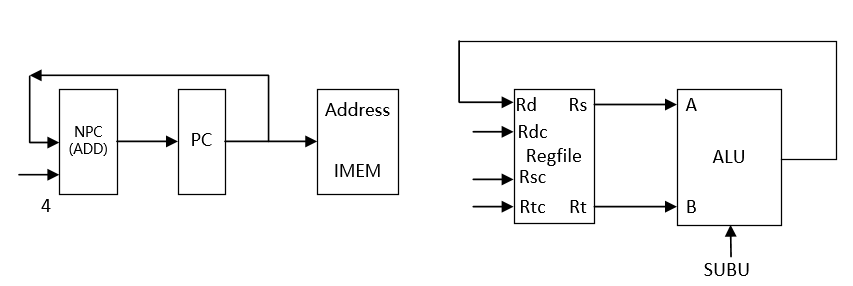 NPC
(ADD)
4
PC
Address
IMEM
Rd Rs
Rdc
Regfile
Rsc
Rtc Rt
A
ALU
B
SUBU